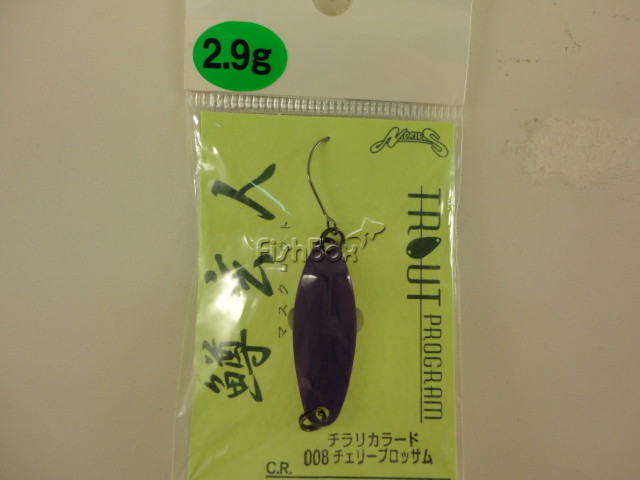 2.9g
NORIES
TROUT
PROGRAM
鱒玄人
マスクロート
FishBox
チラリカラード
008 チェリーブロッサム
C.R.